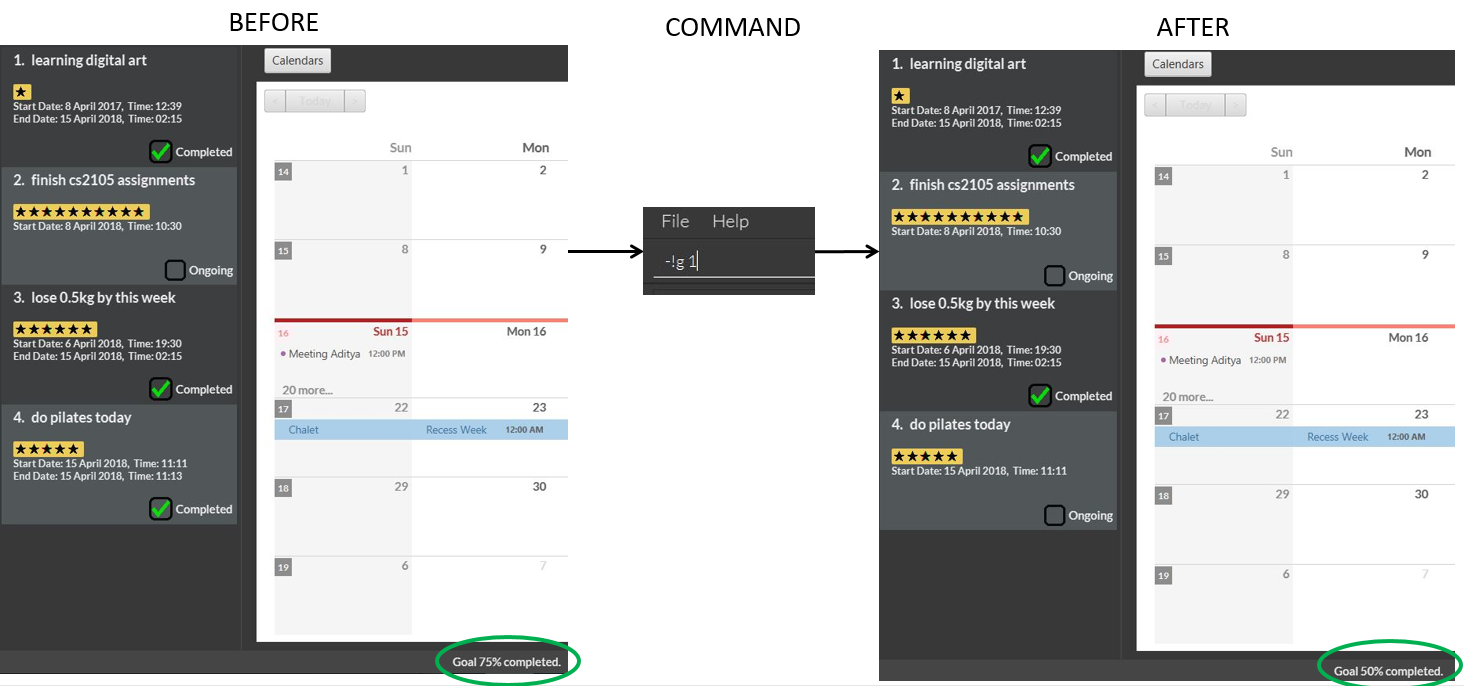 BEFORE
COMMAND
AFTER
1. learning digital art
★
Start Date: 8 April 2017, Time: 12:39
End Date: 15 April 2018, Time: 02:15
Completed
2. finish cs2105 assignments
★★★★★★★★★★
Start Date: 8 April 2018, Time: 10:30
Ongoing
3. lose 0.5kg by this week
★★★★★★
Start Date: 6 April 2018, Time: 19:30
End Date: 15 April 2018, Time: 02:15
Completed
4. do pilates today
★★★★★
Start Date: 15 April 2018, Time: 11:11
End Date: 15 April 2018, Time: 11:13
Completed
Calendars
< Today >
Sun Mon
14 1 2
15 8 9
16 Sun 15 Mon 16
• Meeting Aditya 12:00 PM
20 more...
17 22 23
Chalet Recess Week 12:00 AM
18 29 30
19 6 7
Goal 75% completed.
File Help
-!g 1
1. learning digital art
★
Start Date: 8 April 2017, Time: 12:39
End Date: 15 April 2018, Time: 02:15
Completed
2. finish cs2105 assignments
★★★★★★★★★★
Start Date: 8 April 2018, Time: 10:30
Ongoing
3. lose 0.5kg by this week
★★★★★★
Start Date: 6 April 2018, Time: 19:30
End Date: 15 April 2018, Time: 02:15
Completed
4. do pilates today
★★★★★
Start Date: 15 April 2018, Time: 11:11
Ongoing
Calendars
< Today >
Sun Mon
14 1 2
15 8 9
16 Sun 15 Mon 16
• Meeting Aditya 12:00 PM
20 more...
17 22 23
Chalet Recess Week 12:00 AM
18 29 30
19 6 7
Goal 50% completed.